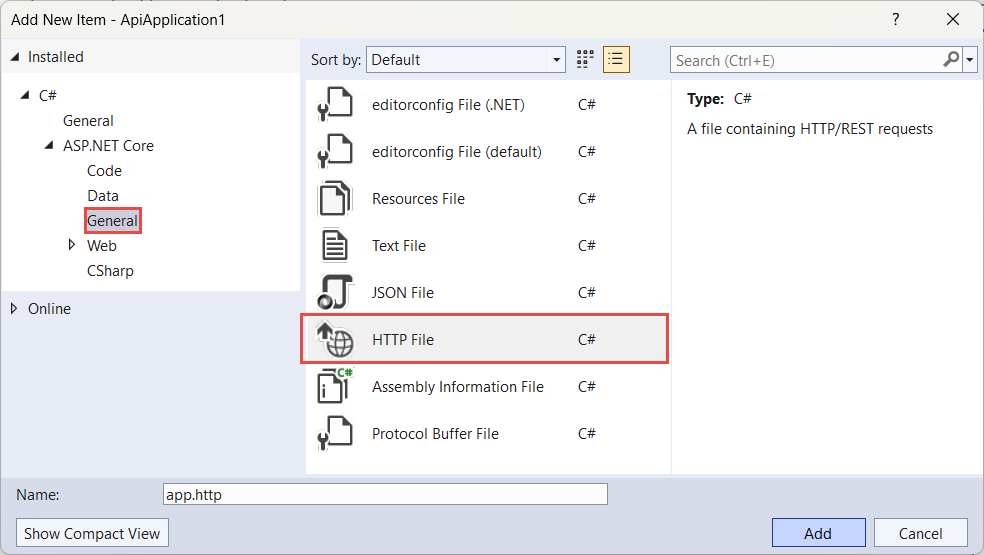 Add New Item - ApiApplication1
?
Installed
Sort by:
Default
Search (Ctrl+E)
C#
General
ASP.NET Core
Code
Data
General
Web
CSharp
Online
editorconfig File (.NET) C#
editorconfig File (default) C#
Resources File C#
Text File C#
JSON File C#
HTTP File C#
Assembly Information File C#
Protocol Buffer File C#
Type: C#
A file containing HTTP/REST requests
Name:
app.http
Show Compact View
Add
Cancel